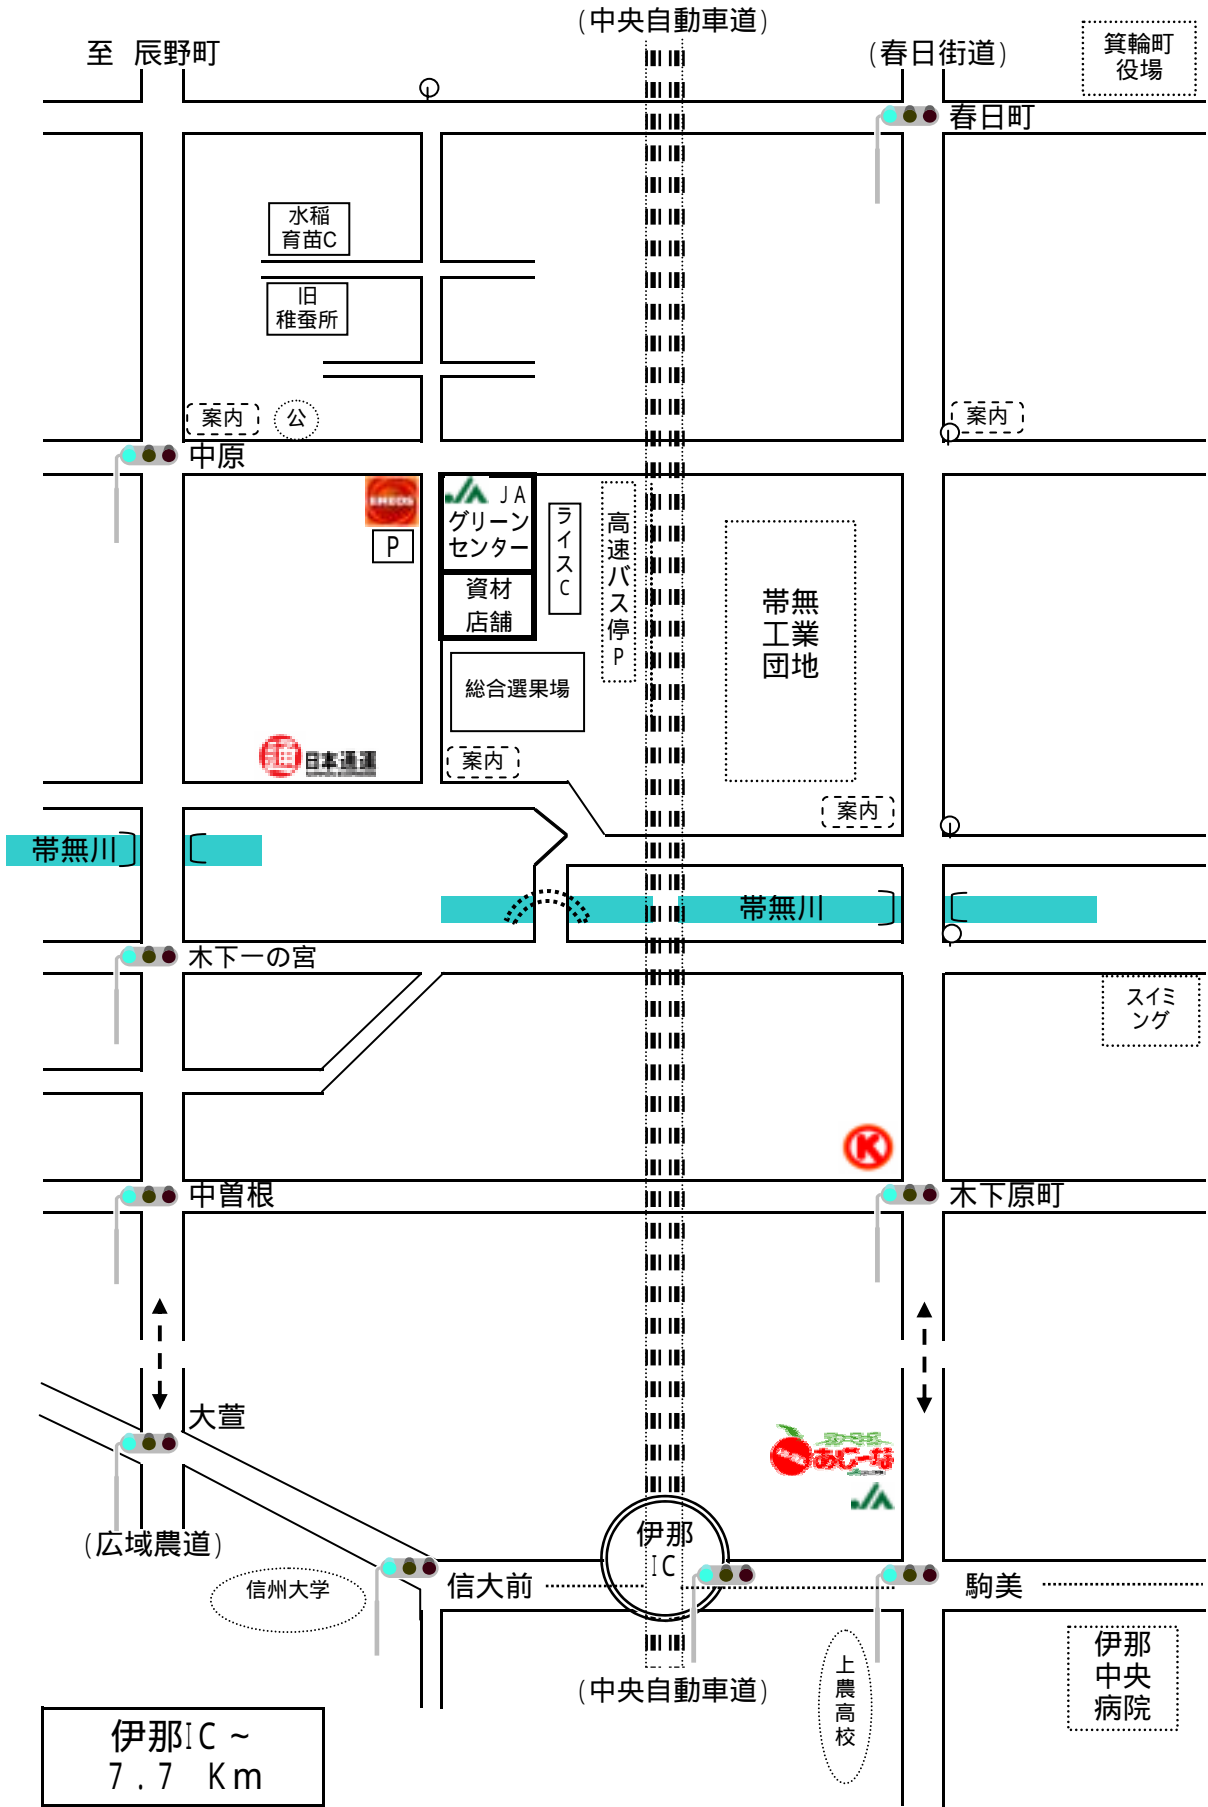 (中央自動車道)
至 辰野町
(春日街道)
箕輪町
役場
春日町
水稲
育苗C
旧
稚蚕所
案内
公
案内
中原
ENEOS
P
JA
グリーン
センター
資材
店舗
ライスC
高速バス停P
帯無
工業
団地
総合選果場
通 日本通運
案内
案内
帯無川
帯無川
木下一の宮
スイミ
ング
K
中曽根
木下原町
大萱
あじーな
(広域農道)
伊那
IC
信州大学
信大前
駒美
上農高校
伊那
中央
病院
(中央自動車道)
伊那IC~
7.7 Km